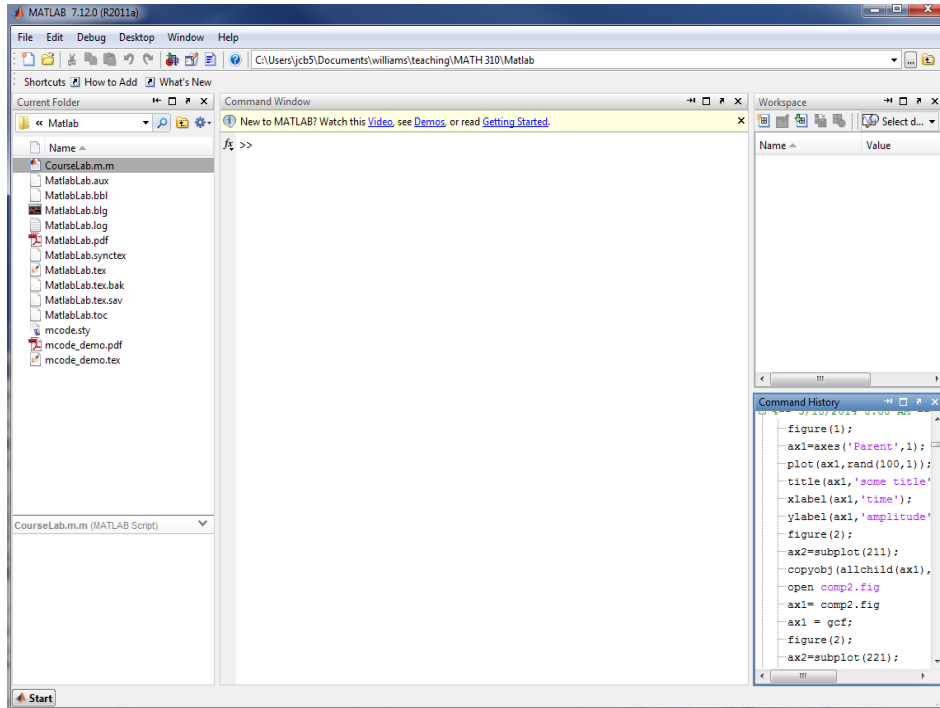 MATLAB 7.12.0 (R2011a)
File Edit Debug Desktop Window Help
C:\Users\jcb5\Documents\williams\teaching\MATH 310\Matlab
Shortcuts How to Add What's New
Current Folder
« Matlab
Name
CourseLab.m.m
MatlabLab.aux
MatlabLab.bbl
MatlabLab.blg
MatlabLab.log
MatlabLab.pdf
MatlabLab.synctex
MatlabLab.tex
MatlabLab.tex.bak
MatlabLab.tex.sav
MatlabLab.toc
mcode.sty
mcode_demo.pdf
mcode_demo.tex
CourseLab.m.m (MATLAB Script)
Command Window
New to MATLAB? Watch this Video, see Demos, or read Getting Started.
fx >>
Workspace
Select d...
Name Value
Command History
figure(1);
ax1=axes('Parent',1);
plot(ax1,rand(100,1));
title(ax1,'some title'
xlabel(ax1,'time');
ylabel(ax1,'amplitude'
figure(2);
ax2=subplot(211);
copyobj(allchild(ax1),
open comp2.fig
ax1= comp2.fig
ax1 = gcf;
figure(2);
ax2=subplot(221);
Start